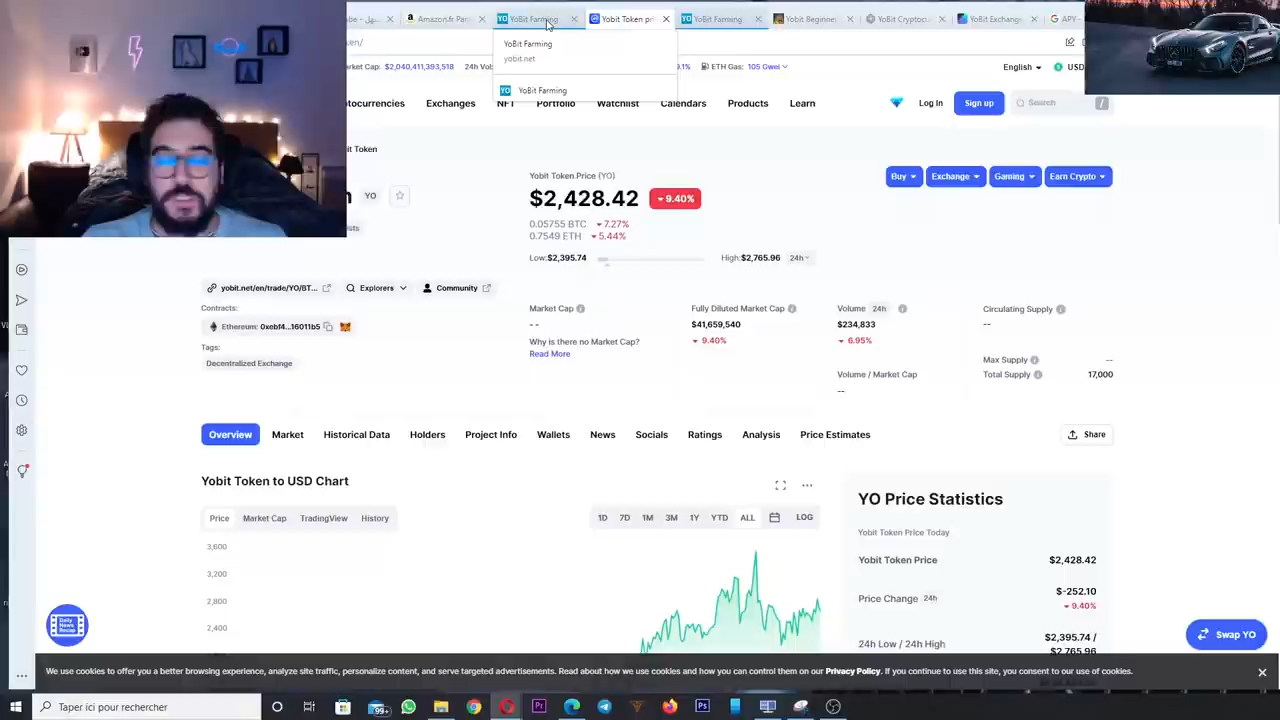 Amazon.fr Pani
YoBit Farming
Yobit Token pri
YoBit Farming
Yobit Beginner
Yobit Cryptocu
YoBit Exchange
APY -
YoBit Farming
yobit.net
YO YoBit Farming
ket Cap: $2,040,411,393,518 24h Vol
9.1% ETH Gas: 105 Gwei
English
USD
tocurrencies
Exchanges
NFT
Portfolio
Watchlist
Calendars
Products
Learn
Log In
Sign up
Search /
it Token
Yobit Token Price (YO)
YO
$2,428.42 9.40%
0.05755 BTC 7.27%
0.7549 ETH 5.44%
Low:$2,395.74
High:$2,765.96 24h
Buy
Exchange
Gaming
Earn Crypto
yobit.net/en/trade/YO/BT...
Explorers
Community
Contracts:
Ethereum: 0xebf4...16011b5
Tags:
Decentralized Exchange
Market Cap
- -
Why is there no Market Cap?
Read More
Fully Diluted Market Cap
$41,659,540
9.40%
Volume 24h
$234,833
6.95%
Volume / Market Cap
--
Circulating Supply
--
Max Supply --
Total Supply 17,000
Overview
Market
Historical Data
Holders
Project Info
Wallets
News
Socials
Ratings
Analysis
Price Estimates
Share
Yobit Token to USD Chart
Price
Market Cap
TradingView
History
1D 7D 1M 3M 1Y YTD ALL LOG
3,600
3,200
2,800
2,400
YO Price Statistics
Yobit Token Price Today
Yobit Token Price $2,428.42
Price Change 24h $-252.10
9.40%
24h Low / 24h High $2,395.74 /
$2,765.96
Daily
News
Recap
Swap YO
We use cookies to offer you a better browsing experience, analyze site traffic, personalize content, and serve targeted advertisements. Read about how we use cookies and how you can control them on our Privacy Policy. If you continue to use this site, you consent to our use of cookies.
Taper ici pour rechercher
99+